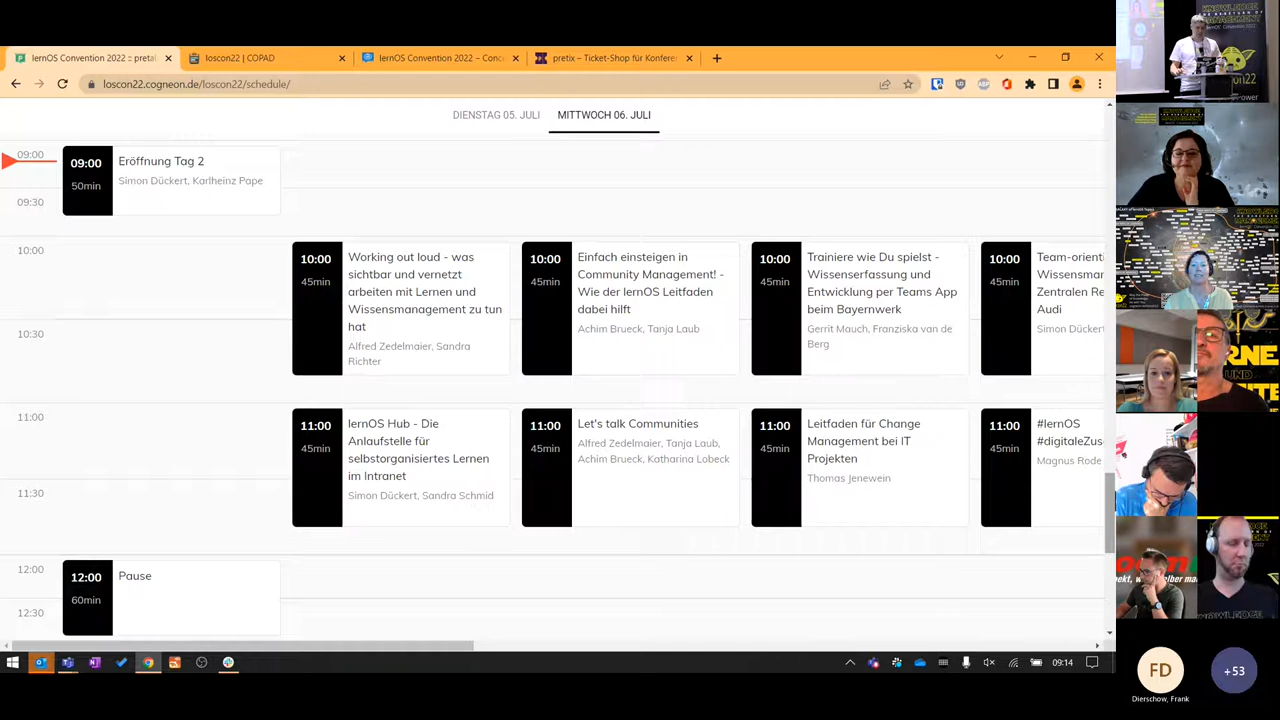 lernOS Convention 2022 :: pretal
loscon22 | COPAD
lernOS Convention 2022 – Conc
pretix – Ticket-Shop für Konferen
loscon22.cogneon.de/loscon22/schedule/
DIENSTAG 05. JULI
MITTWOCH 06. JULI
09:00
09:00
50min
Eröffnung Tag 2
Simon Dückert, Karlheinz Pape
09:30
10:00
10:00
45min
Working out loud - was
sichtbar und vernetzt
arbeiten mit Lernen und
Wissensmanagement zu tun
hat
Alfred Zedelmaier, Sandra
Richter
10:00
45min
Einfach einsteigen in
Community Management! -
Wie der lernOS Leitfaden
dabei hilft
Achim Brueck, Tanja Laub
10:00
45min
Trainiere wie Du spielst -
Wissenserfassung und
Entwicklung per Teams App
beim Bayernwerk
Gerrit Mauch, Franziska van de
Berg
10:00
45min
Team-orienti
Wissensman
Zentralen Re
Audi
Simon Dückert
10:30
11:00
11:00
45min
lernOS Hub - Die
Anlaufstelle für
selbstorganisiertes Lernen
im Intranet
Simon Dückert, Sandra Schmid
11:00
45min
Let's talk Communities
Alfred Zedelmaier, Tanja Laub,
Achim Brueck, Katharina Lobeck
11:00
45min
Leitfaden für Change
Management bei IT
Projekten
Thomas Jenewein
11:00
45min
#lernOS
#digitaleZus
Magnus Rode
11:30
12:00
12:00
60min
Pause
12:30
09:14
KNOWLEDGE
MANAGEMENT
FD
Dierschow, Frank
+53